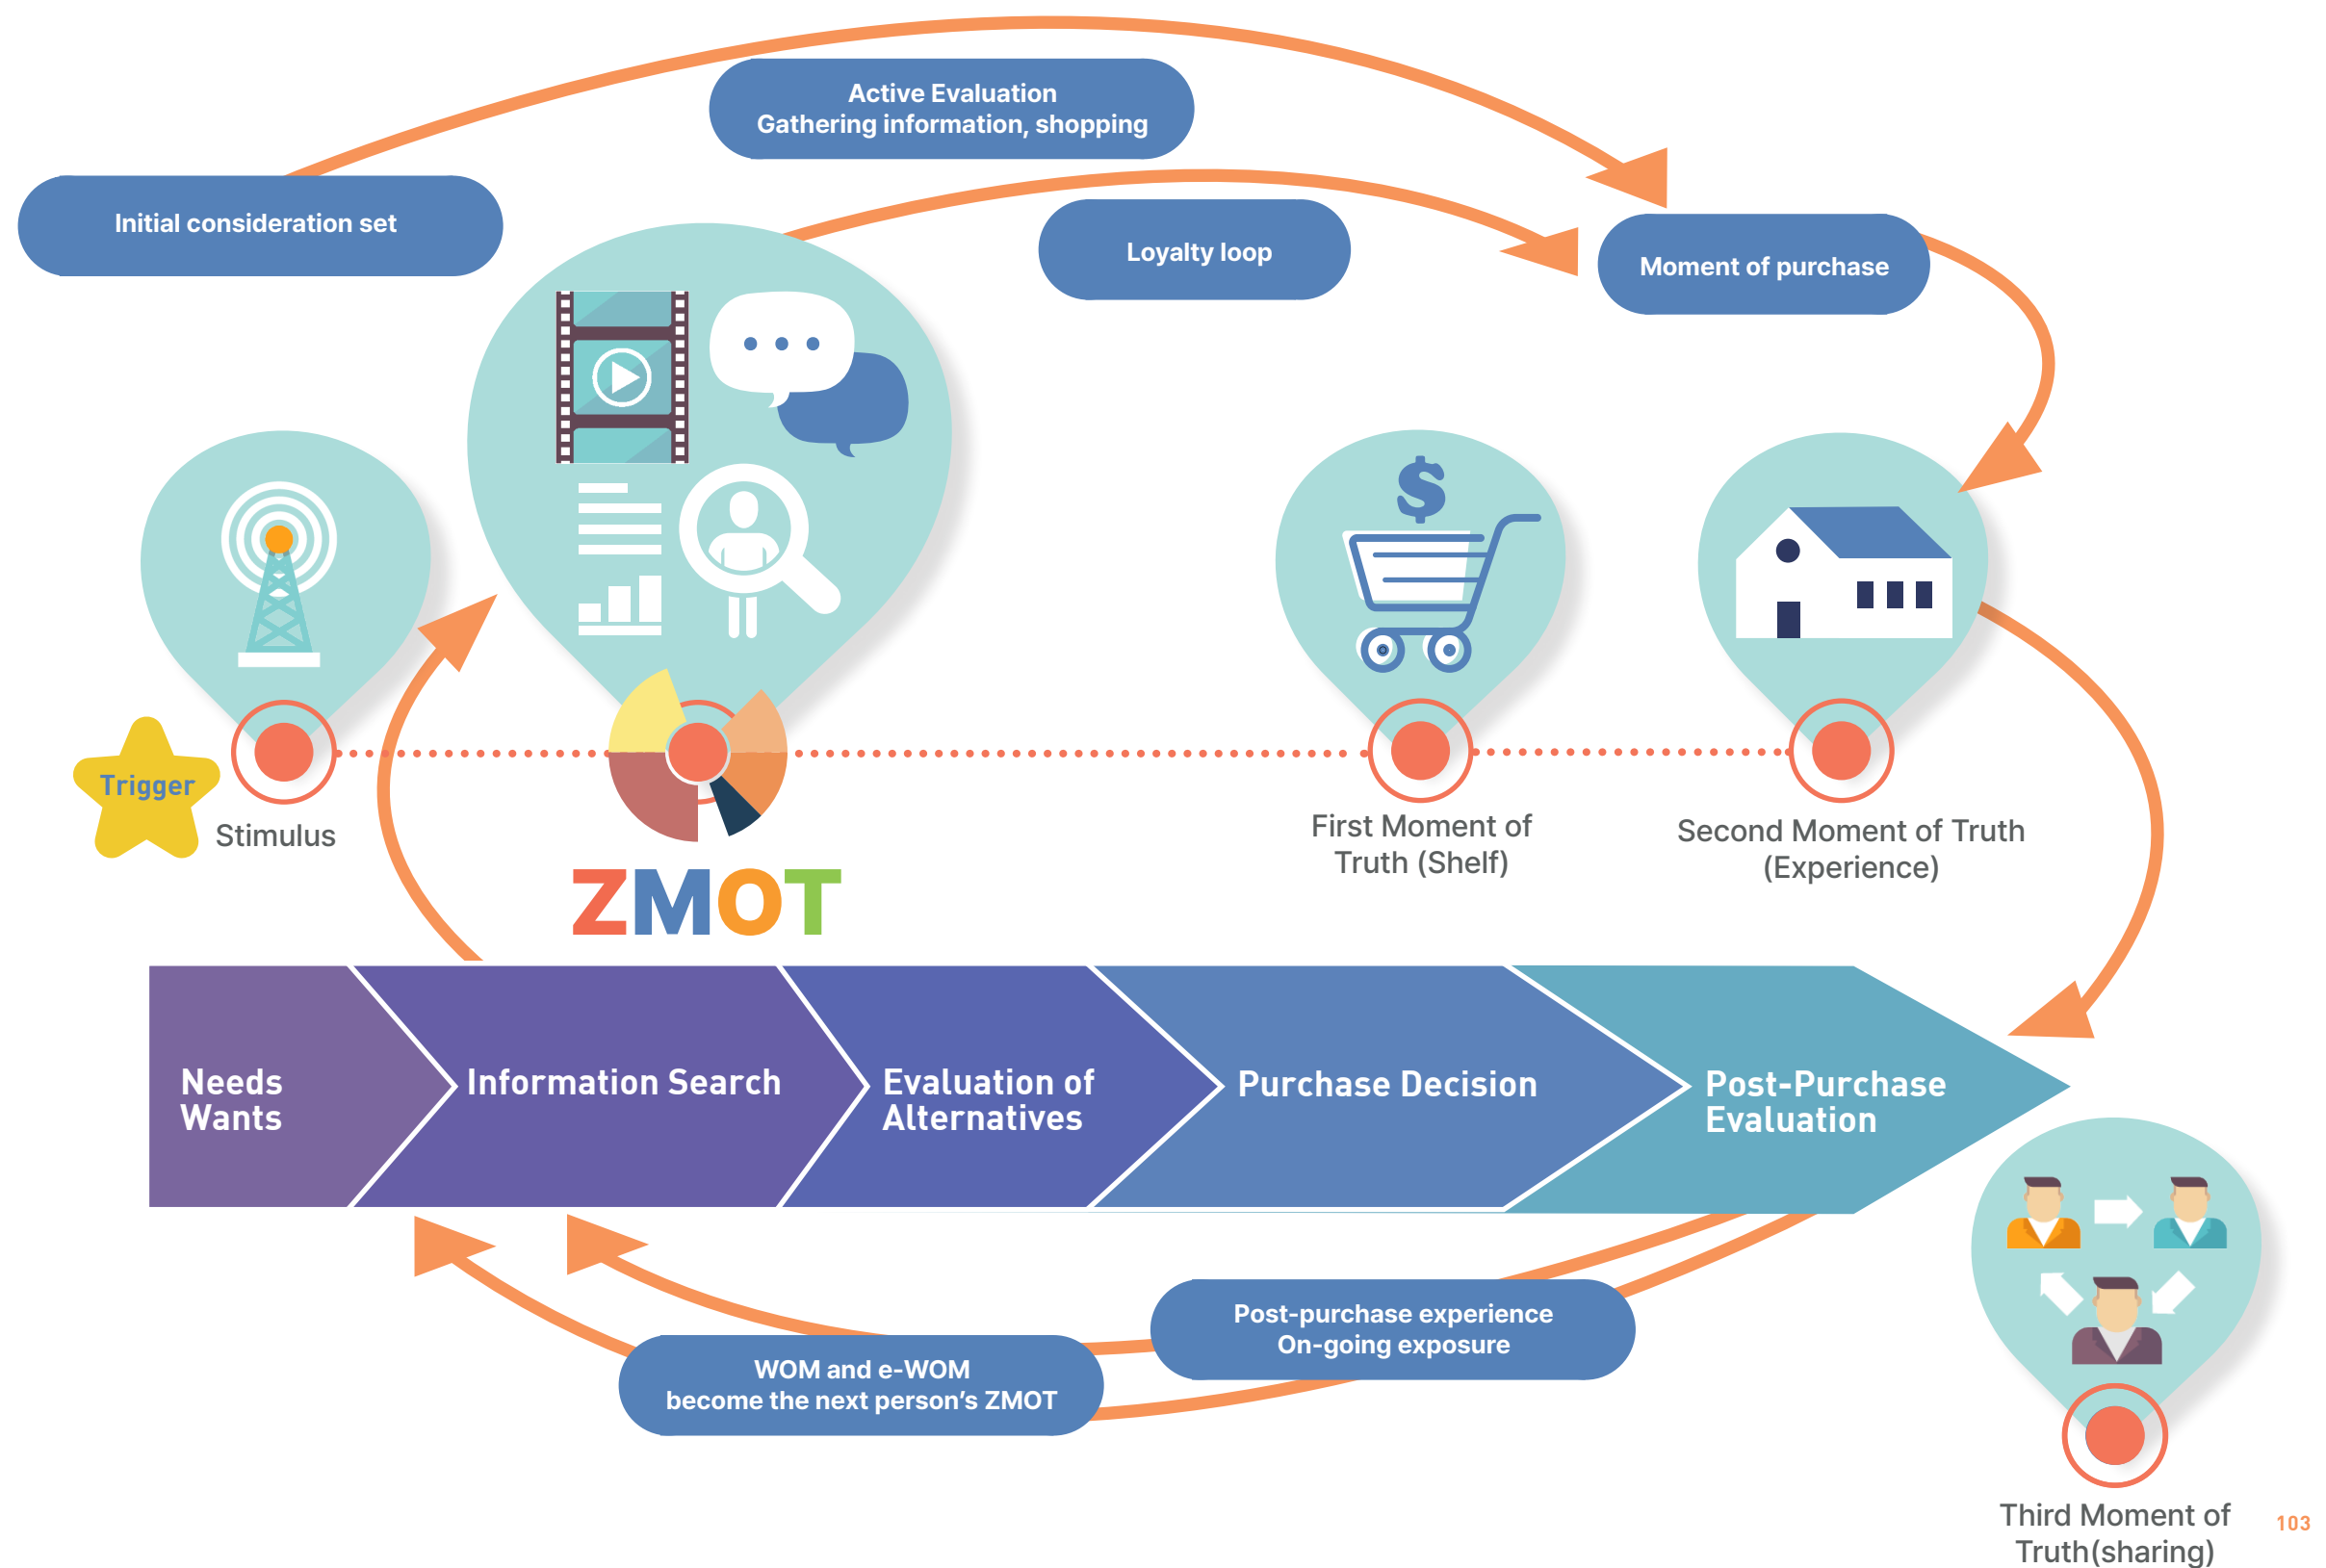 Active Evaluation
Gathering information, shopping
Initial consideration set
Loyalty loop
Moment of purchase
$
Trigger
Stimulus
First Moment of
Truth (Shelf)
Second Moment of Truth
(Experience)
ZMOT
Needs
Wants
Information Search
Evaluation of
Alternatives
Purchase Decision
Post-Purchase
Evaluation
Post-purchase experience
On-going exposure
WOM and e-WOM
become the next person's ZMOT
Third Moment of
Truth(sharing)
103